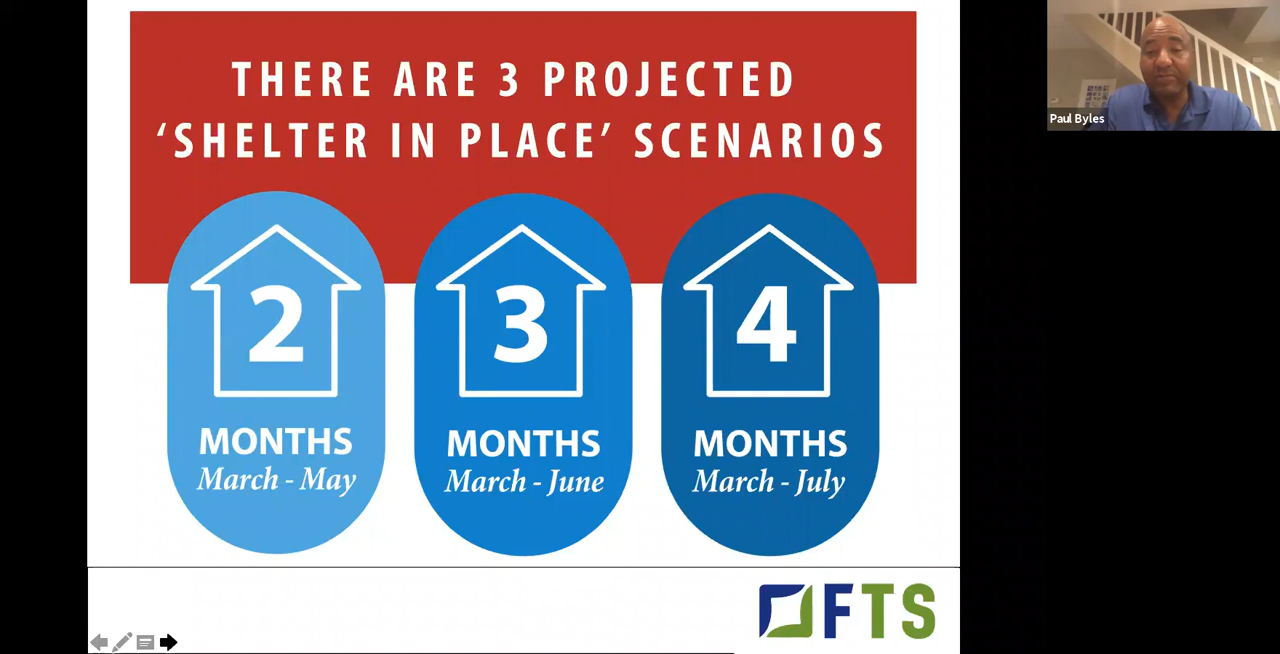 THERE ARE 3 PROJECTED
‘SHELTER IN PLACE’ SCENARIOS
2
MONTHS
March - May
3
MONTHS
March - June
4
MONTHS
March - July
FTS
Paul Byles